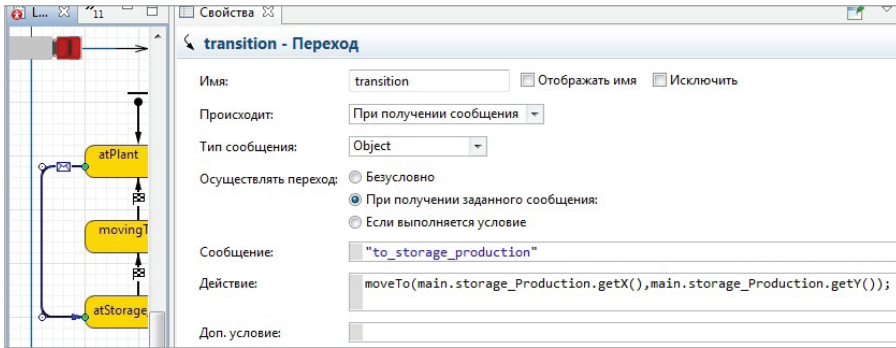 L...
"11
Свойства
transition - Переход
Имя:
transition
Отображать имя
Исключить
Происходит:
При получении сообщения
Тип сообщения:
Object
Осуществлять переход:
Безусловно
При получении заданного сообщения:
Если выполняется условие
Сообщение:
"to_storage_production"
Действие:
moveTo(main.storage_Production.getX(),main.storage_Production.getY());
Доп. условие:
atPlant
movingT
atStorage